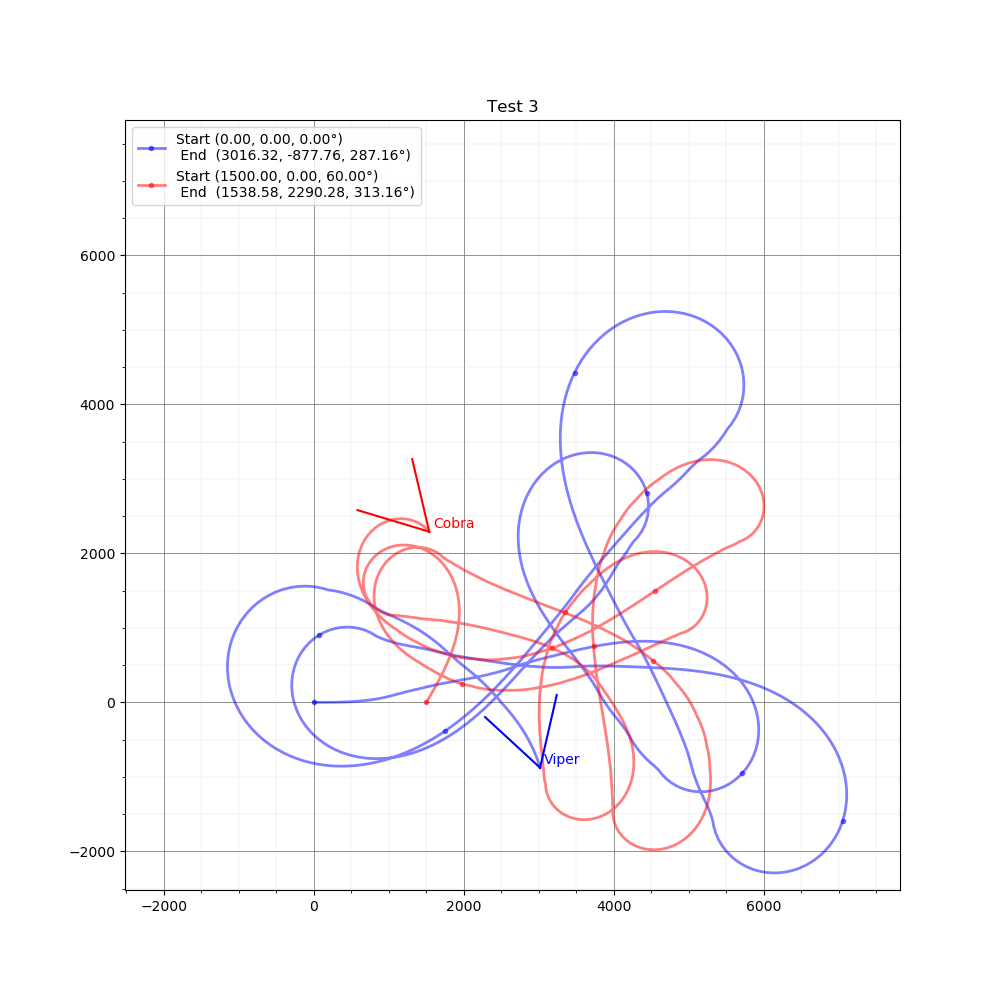 Test 3
Start (0.00, 0.00, 0.00°)
End  (3016.32, -877.76, 287.16°)
Start (1500.00, 0.00, 60.00°)
End  (1538.58, 2290.28, 313.16°)
6000
4000
2000
0
−2000
Cobra
Viper
−2000 0 2000 4000 6000